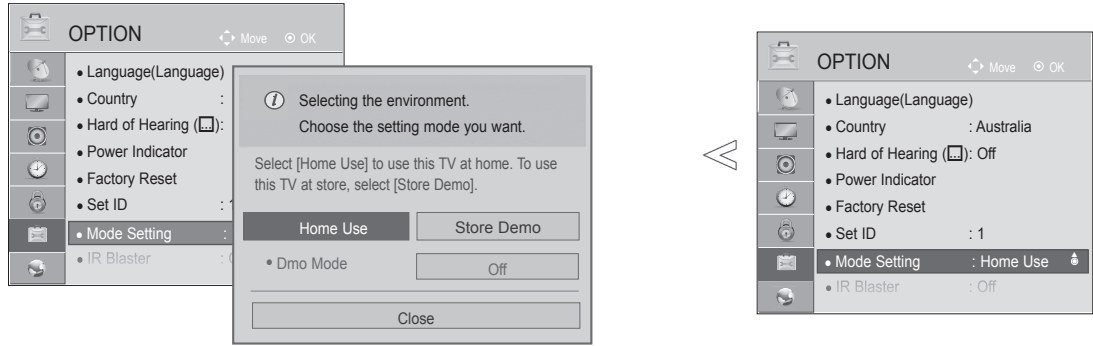 OPTION
Move OK
• Language(Language)
• Country :
• Hard of Hearing ( ):
• Power Indicator
• Factory Reset
• Set ID :
• Mode Setting :
• IR Blaster :
Selecting the environment.
Choose the setting mode you want.
Select [Home Use] to use this TV at home. To use
this TV at store, select [Store Demo].
Home Use Store Demo
• Dmo Mode Off
Close
OPTION
Move OK
• Language(Language)
• Country : Australia
• Hard of Hearing ( ): Off
• Power Indicator
• Factory Reset
• Set ID : 1
• Mode Setting : Home Use
• IR Blaster : Off